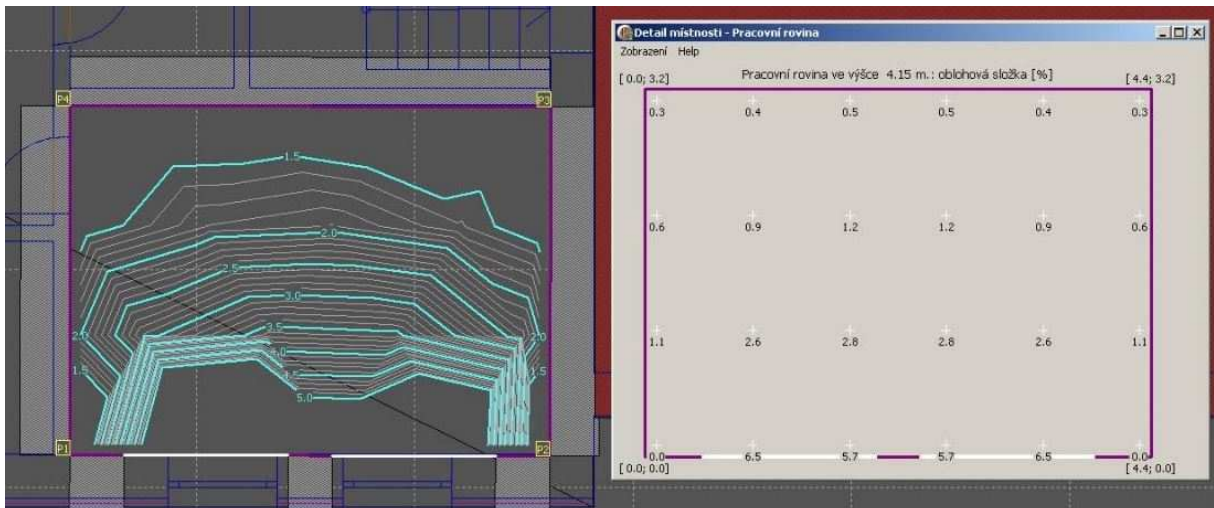 P4
P3
1.5
2.0
2.5
3.0
3.5
2.0
2.0
4.0
1.5
4.5
1.5
5.0
P1
P2
Detail místnosti - Pracovní rovina
Zobrazení Help
[ 0.0; 3.2] Pracovní rovina ve výšce 4.15 m.: oblohová složka [%] [ 4.4; 3.2]
0.3 0.4 0.5 0.5 0.4 0.3
0.6 0.9 1.2 1.2 0.9 0.6
1.1 2.6 2.8 2.8 2.6 1.1
0.0 6.5 5.7 5.7 6.5 0.0
[ 0.0; 0.0] [ 4.4; 0.0]